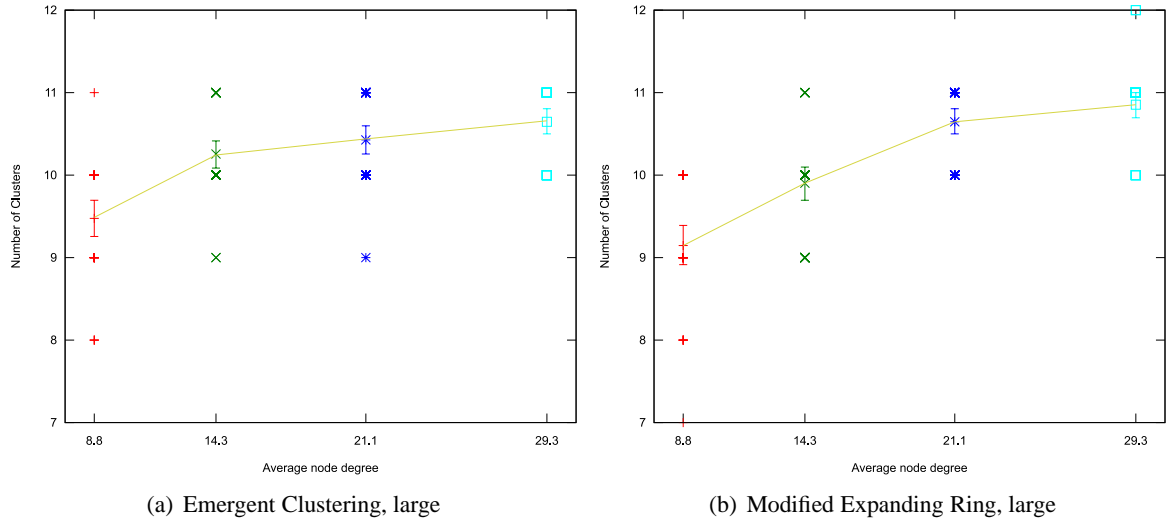 12
11
10
9
8
7
Number of Clusters
8.8 14.3 21.1 29.3
Average node degree
(a) Emergent Clustering, large
12
11
10
9
8
7
Number of Clusters
8.8 14.3 21.1 29.3
Average node degree
(b) Modified Expanding Ring, large